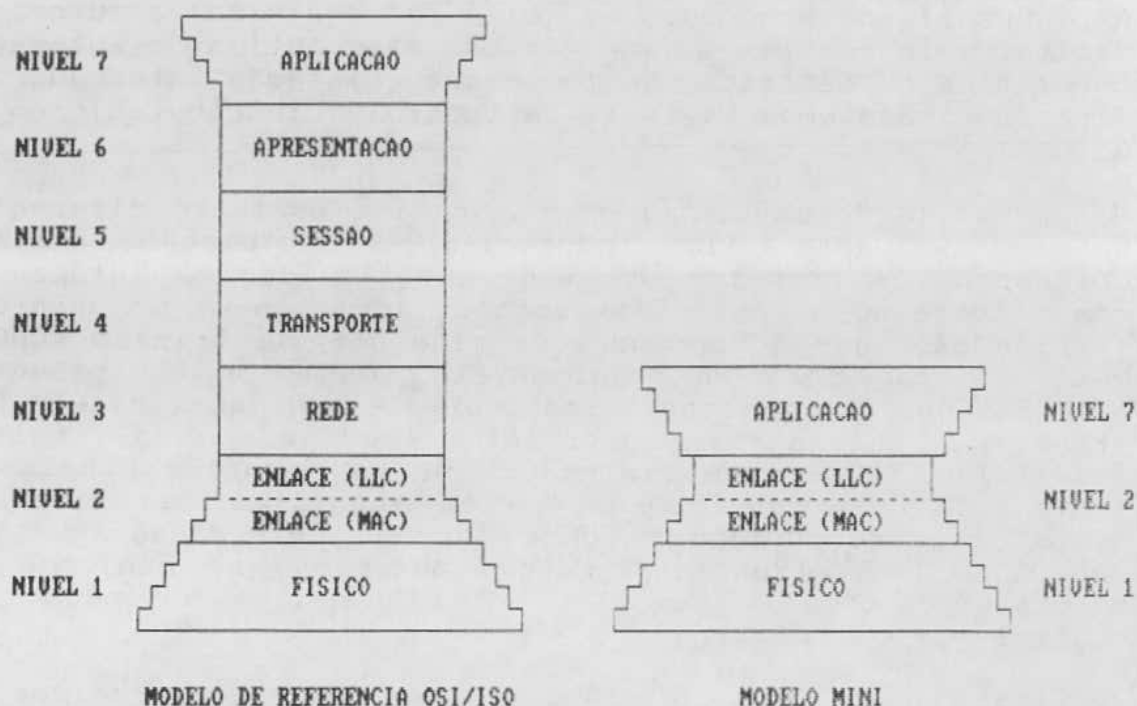 NIVEL 7 APLICACAO
NIVEL 6 APRESENTACAO
NIVEL 5 SESSAO
NIVEL 4 TRANSPORTE
NIVEL 3 REDE APLICACAO NIVEL 7
ENLACE (LLC) ENLACE (LLC)
NIVEL 2 NIVEL 2
ENLACE (MAC) ENLACE (MAC)
NIVEL 1 FISICO FISICO NIVEL 1
MODELO DE REFERENCIA OSI/ISO MODELO MINI